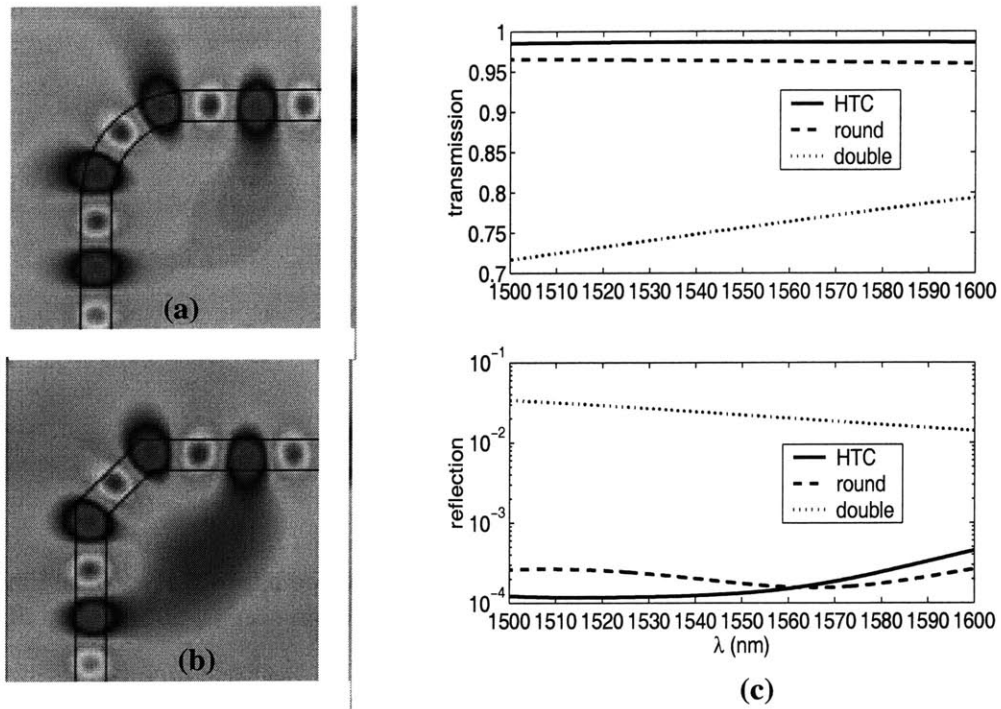 (a)
(b)
transmission
1
0.95
0.9
0.85
0.8
0.75
0.7
HTC
round
double
1500 1510 1520 1530 1540 1550 1560 1570 1580 1590 1600
reflection
10⁻¹
10⁻²
10⁻³
10⁻⁴
HTC
round
double
1500 1510 1520 1530 1540 1550 1560 1570 1580 1590 1600
λ (nm)
(c)